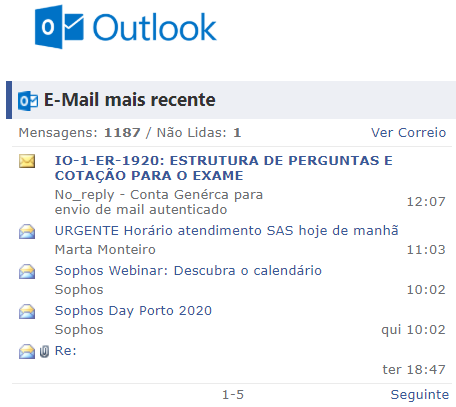 Outlook
E-Mail mais recente
Mensagens: 1187 / Não Lidas: 1 Ver Correio
IO-1-ER-1920: ESTRUTURA DE PERGUNTAS E
COTAÇÃO PARA O EXAME
No_reply - Conta Genérca para
envio de mail autenticado 12:07
URGENTE Horário atendimento SAS hoje de manhã
Marta Monteiro 11:03
Sophos Webinar: Descubra o calendário
Sophos 10:02
Sophos Day Porto 2020
Sophos qui 10:02
Re:
ter 18:47
1-5 Seguinte